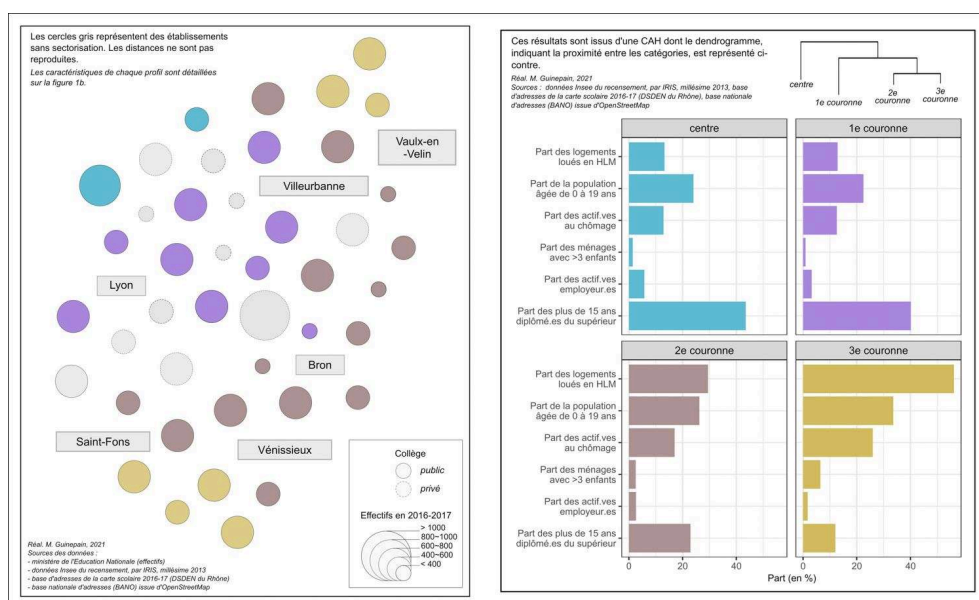 Les cercles gris représentent des établissements
sans sectorisation. Les distances ne sont pas
reproduites.
Les caractéristiques de chaque profil sont détaillées
sur la figure 1b.
Vaulx-en
-Velin
Villeurbanne
Lyon
Bron
Saint-Fons
Vénissieux
Collège
public
privé
Effectifs en 2016-2017
> 1000
800~1000
600~800
400~600
< 400
Réal. M. Guinepain, 2021
Sources des données :
- ministère de l'Education Nationale (effectifs)
- données Insee du recensement, par IRIS, millésime 2013
- base d'adresses de la carte scolaire 2016-17 (DSDEN du Rhône)
- base nationale d'adresses (BANO) issue d'OpenStreetMap
Ces résultats sont issus d'une CAH dont le dendrogramme,
indiquant la proximité entre les catégories, est représenté ci-
contre.
Réal. M. Guinepain, 2021
Sources : données Insee du recensement, par IRIS, millésime 2013, base
d'adresses de la carte scolaire 2016-17 (DSDEN du Rhône), base nationale
d'adresses (BANO) issue d'OpenStreetMap
centre
1e couronne
2e
couronne
3e
couronne
centre
1e couronne
Part des logements
loués en HLM
Part de la population
âgée de 0 à 19 ans
Part des actif.ves
au chômage
Part des ménages
avec >3 enfants
Part des actif.ves
employeur.es
Part des plus de 15 ans
diplômé.es du supérieur
2e couronne
3e couronne
Part des logements
loués en HLM
Part de la population
âgée de 0 à 19 ans
Part des actif.ves
au chômage
Part des ménages
avec >3 enfants
Part des actif.ves
employeur.es
Part des plus de 15 ans
diplômé.es du supérieur
0 20 40 0 20 40
Part (en %)